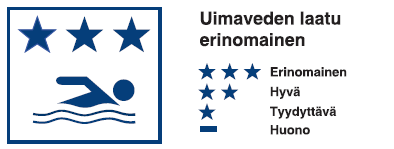 Uimaveden laatu
erinomainen
Erinomainen
Hyvä
Tyydyttävä
Huono